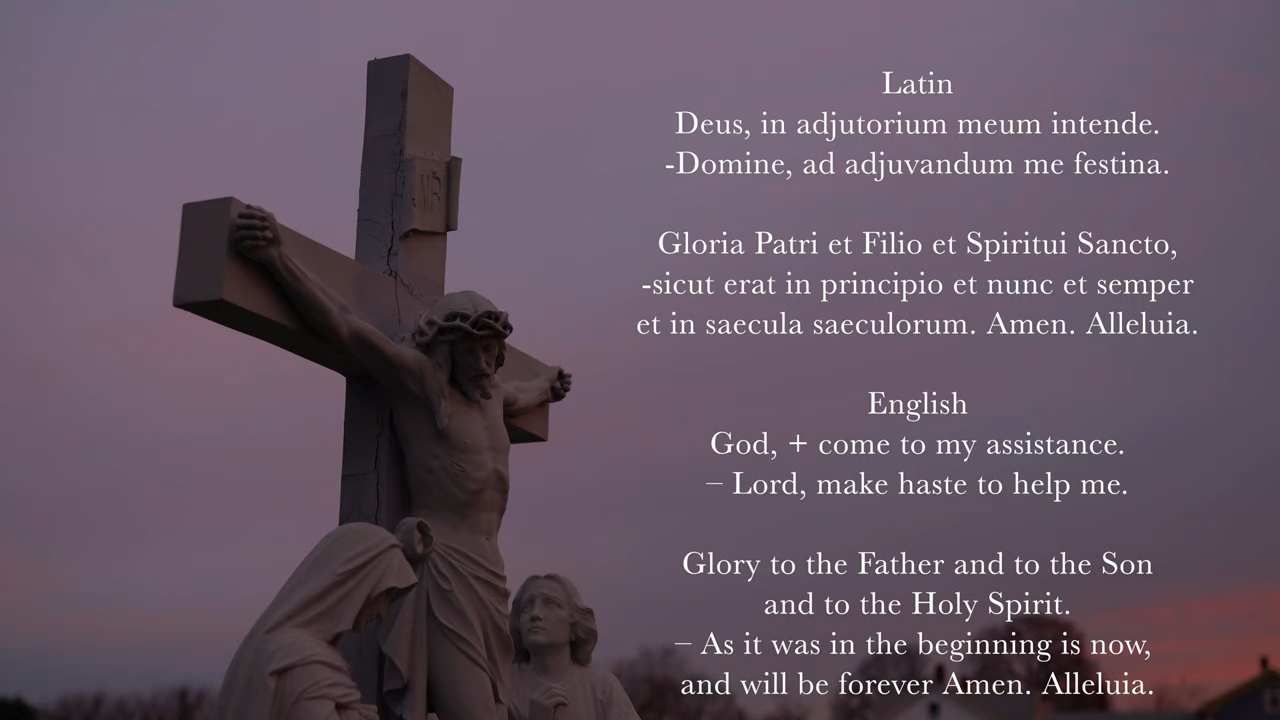 INRI
Latin
Deus, in adjutorium meum intende.
-Domine, ad adjuvandum me festina.
Gloria Patri et Filio et Spiritui Sancto,
-sicut erat in principio et nunc et semper
et in saecula saeculorum. Amen. Alleluia.
English
God, + come to my assistance.
– Lord, make haste to help me.
Glory to the Father and to the Son
and to the Holy Spirit.
– As it was in the beginning is now,
and will be forever Amen. Alleluia.